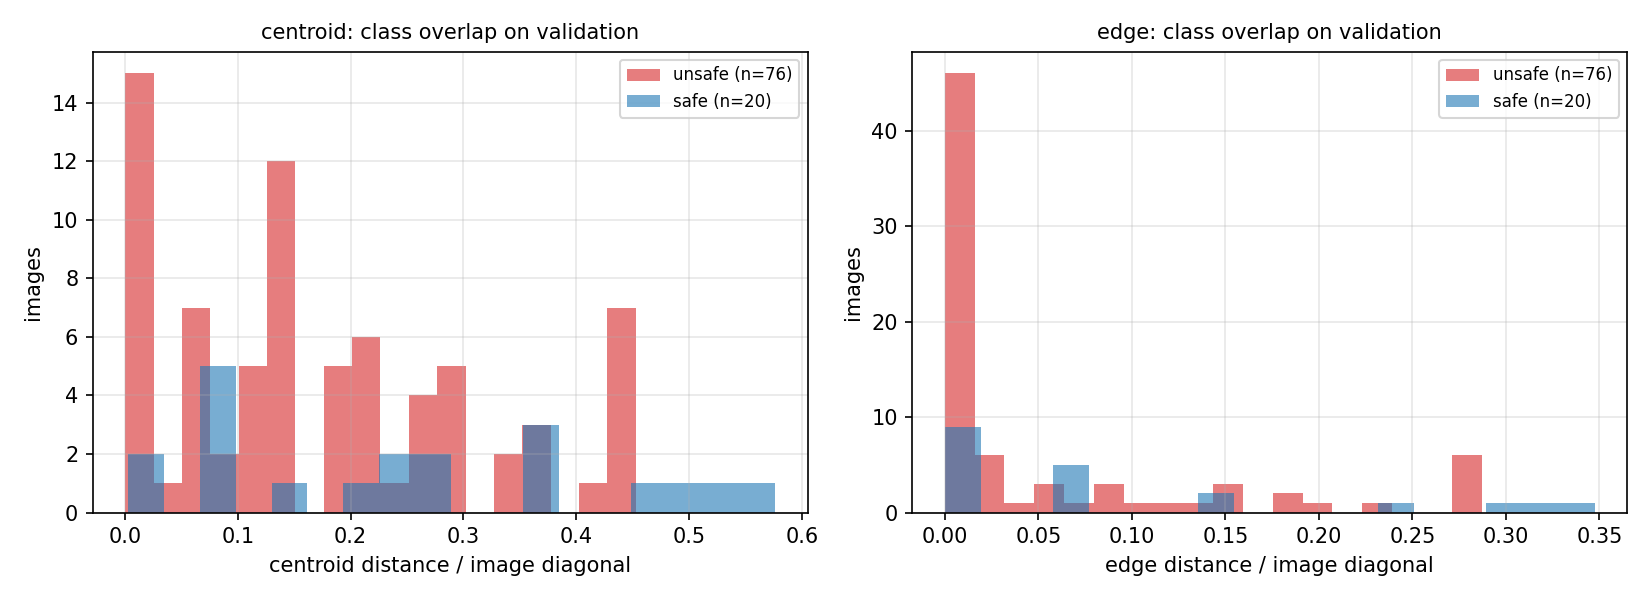 centroid: class overlap on validation
unsafe (n=76)
safe (n=20)
14
12
10
8
6
4
2
0
images
0.0 0.1 0.2 0.3 0.4 0.5 0.6
centroid distance / image diagonal
edge: class overlap on validation
unsafe (n=76)
safe (n=20)
40
30
20
10
0
images
0.00 0.05 0.10 0.15 0.20 0.25 0.30 0.35
edge distance / image diagonal